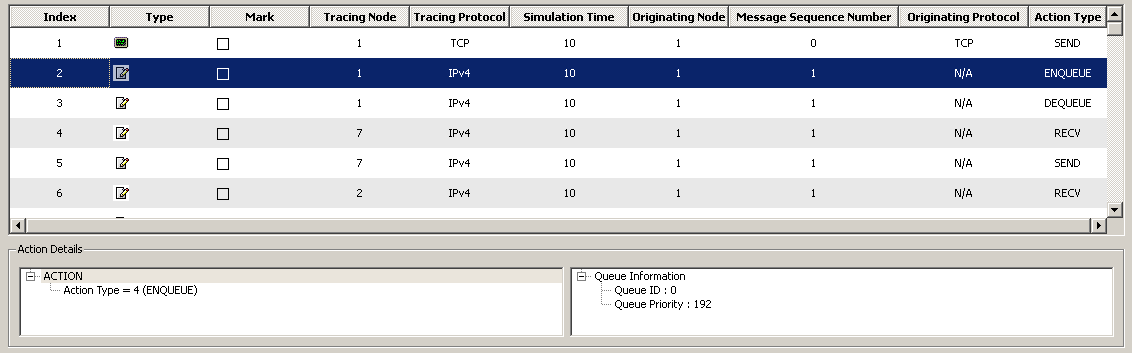 Index Type Mark Tracing Node Tracing Protocol Simulation Time Originating Node Message Sequence Number Originating Protocol Action Type
1 1 TCP 10 1 0 TCP SEND
2 1 IPv4 10 1 1 N/A ENQUEUE
3 1 IPv4 10 1 1 N/A DEQUEUE
4 7 IPv4 10 1 1 N/A RECV
5 7 IPv4 10 1 1 N/A SEND
6 2 IPv4 10 1 1 N/A RECV
Action Details
ACTION
Action Type = 4 (ENQUEUE)
Queue Information
Queue ID : 0
Queue Priority : 192